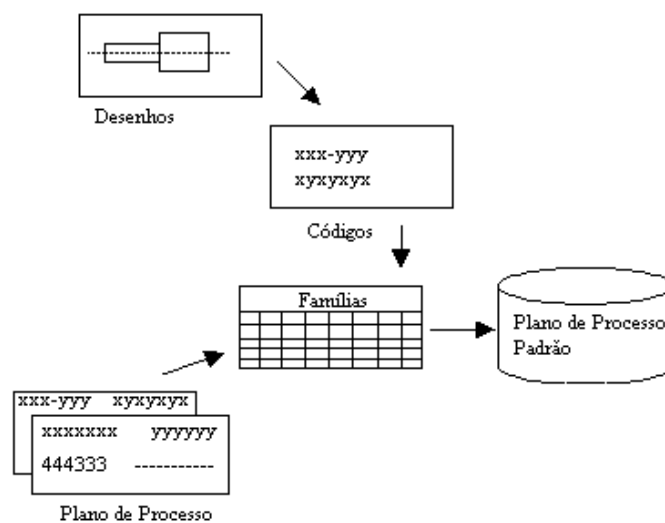 Desenhos
xxx-yyy
xyxyxyx
Códigos
Famílias
Plano de Processo
Padrão
xxx-yyy xyxyxyx
xxxxxxx yyyyyy
444333 -----------
Plano de Processo